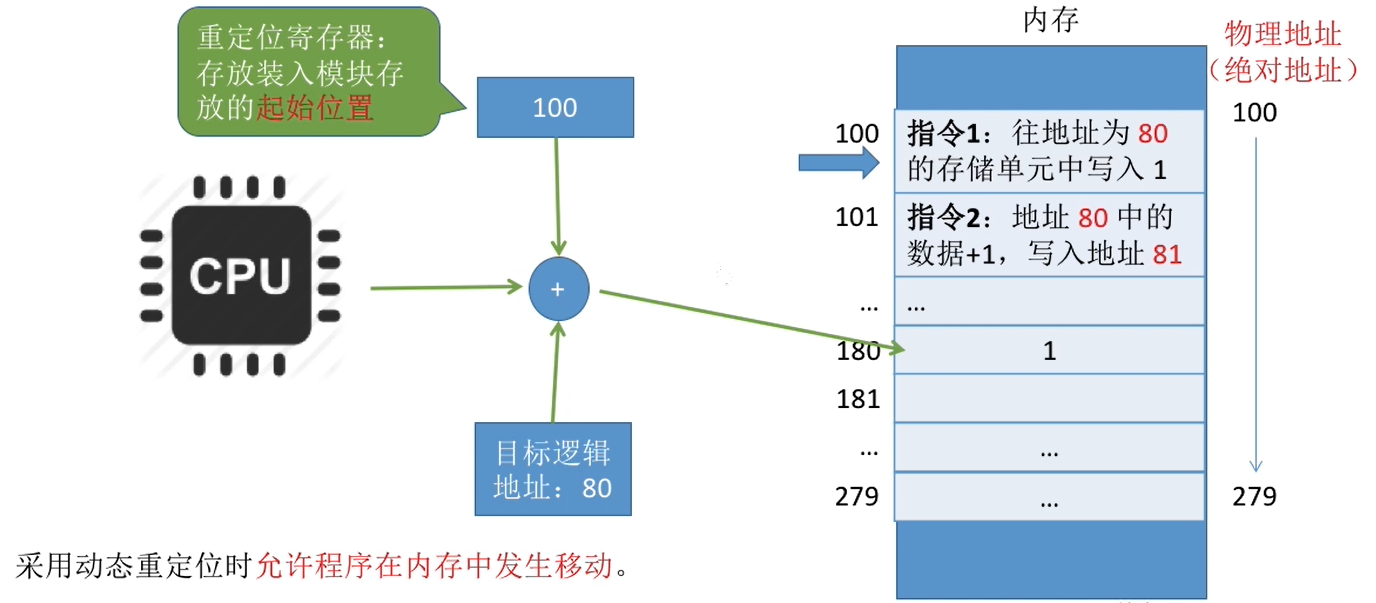 重定位寄存器：
存放装入模块存
放的起始位置
100
CPU
+
目标逻辑
地址：80
内存
物理地址
（绝对地址）
100
279
100
指令1：往地址为 80
的存储单元中写入 1
101
指令2：地址 80 中的
数据+1，写入地址 81
...
...
180
1
181
...
...
279
...
采用动态重定位时允许程序在内存中发生移动。